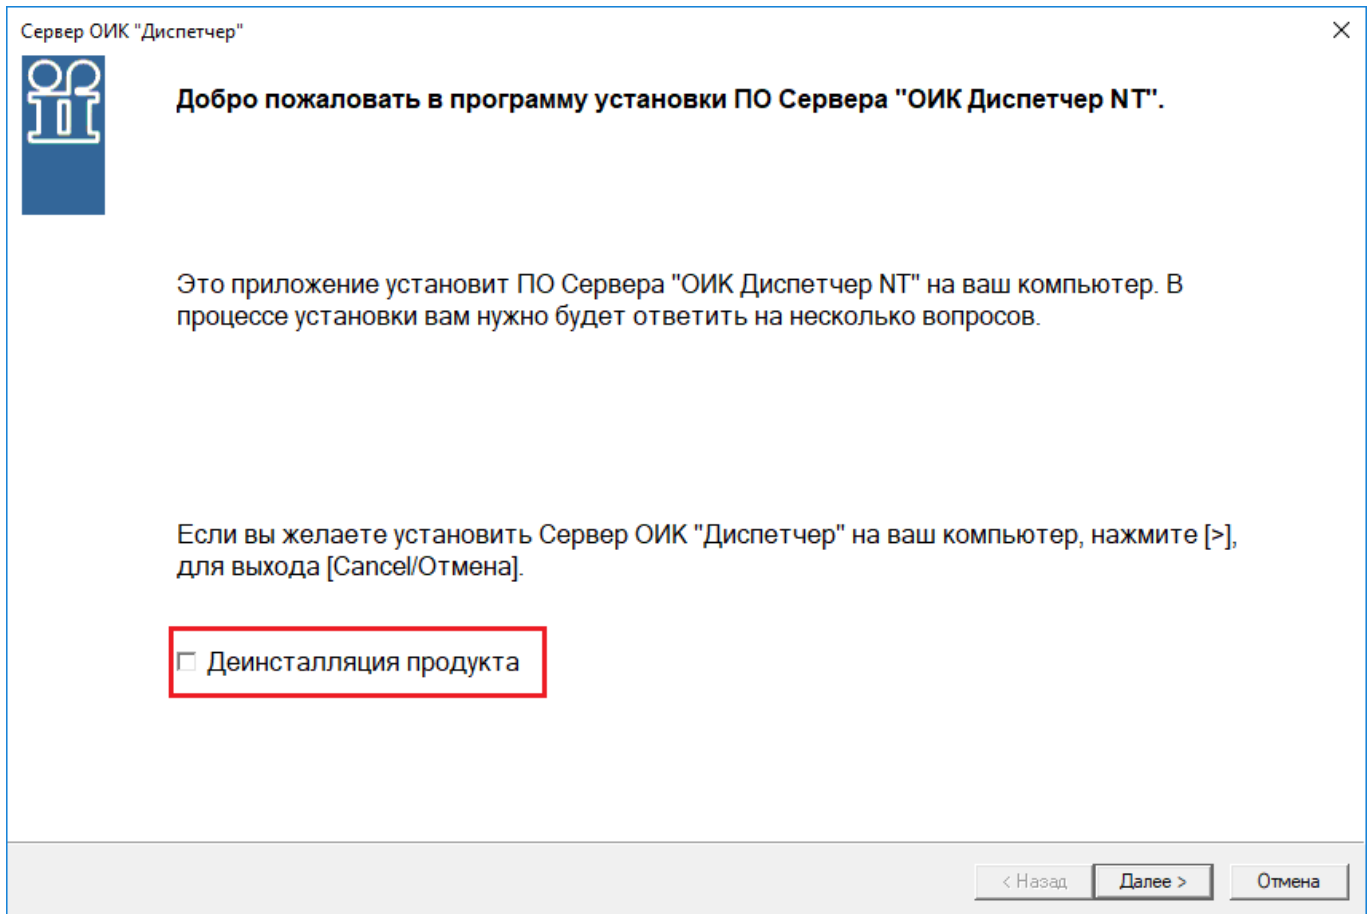 Сервер ОИК "Диспетчер"
Добро пожаловать в программу установки ПО Сервера "ОИК Диспетчер NT".
Это приложение установит ПО Сервера "ОИК Диспетчер NT" на ваш компьютер. В
процессе установки вам нужно будет ответить на несколько вопросов.
Если вы желаете установить Сервер ОИК "Диспетчер" на ваш компьютер, нажмите [>],
для выхода [Cancel/Отмена].
Деинсталляция продукта
< Назад
Далее >
Отмена